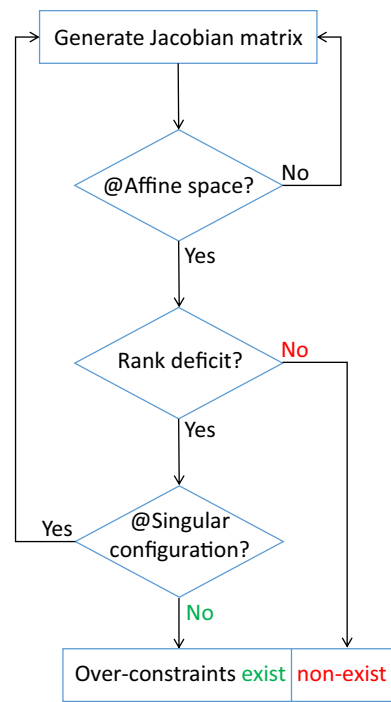 Generate Jacobian matrix
@Affine space?
No
Yes
Rank deficit?
No
Yes
@Singular
configuration?
Yes
No
Over-constraints exist non-exist